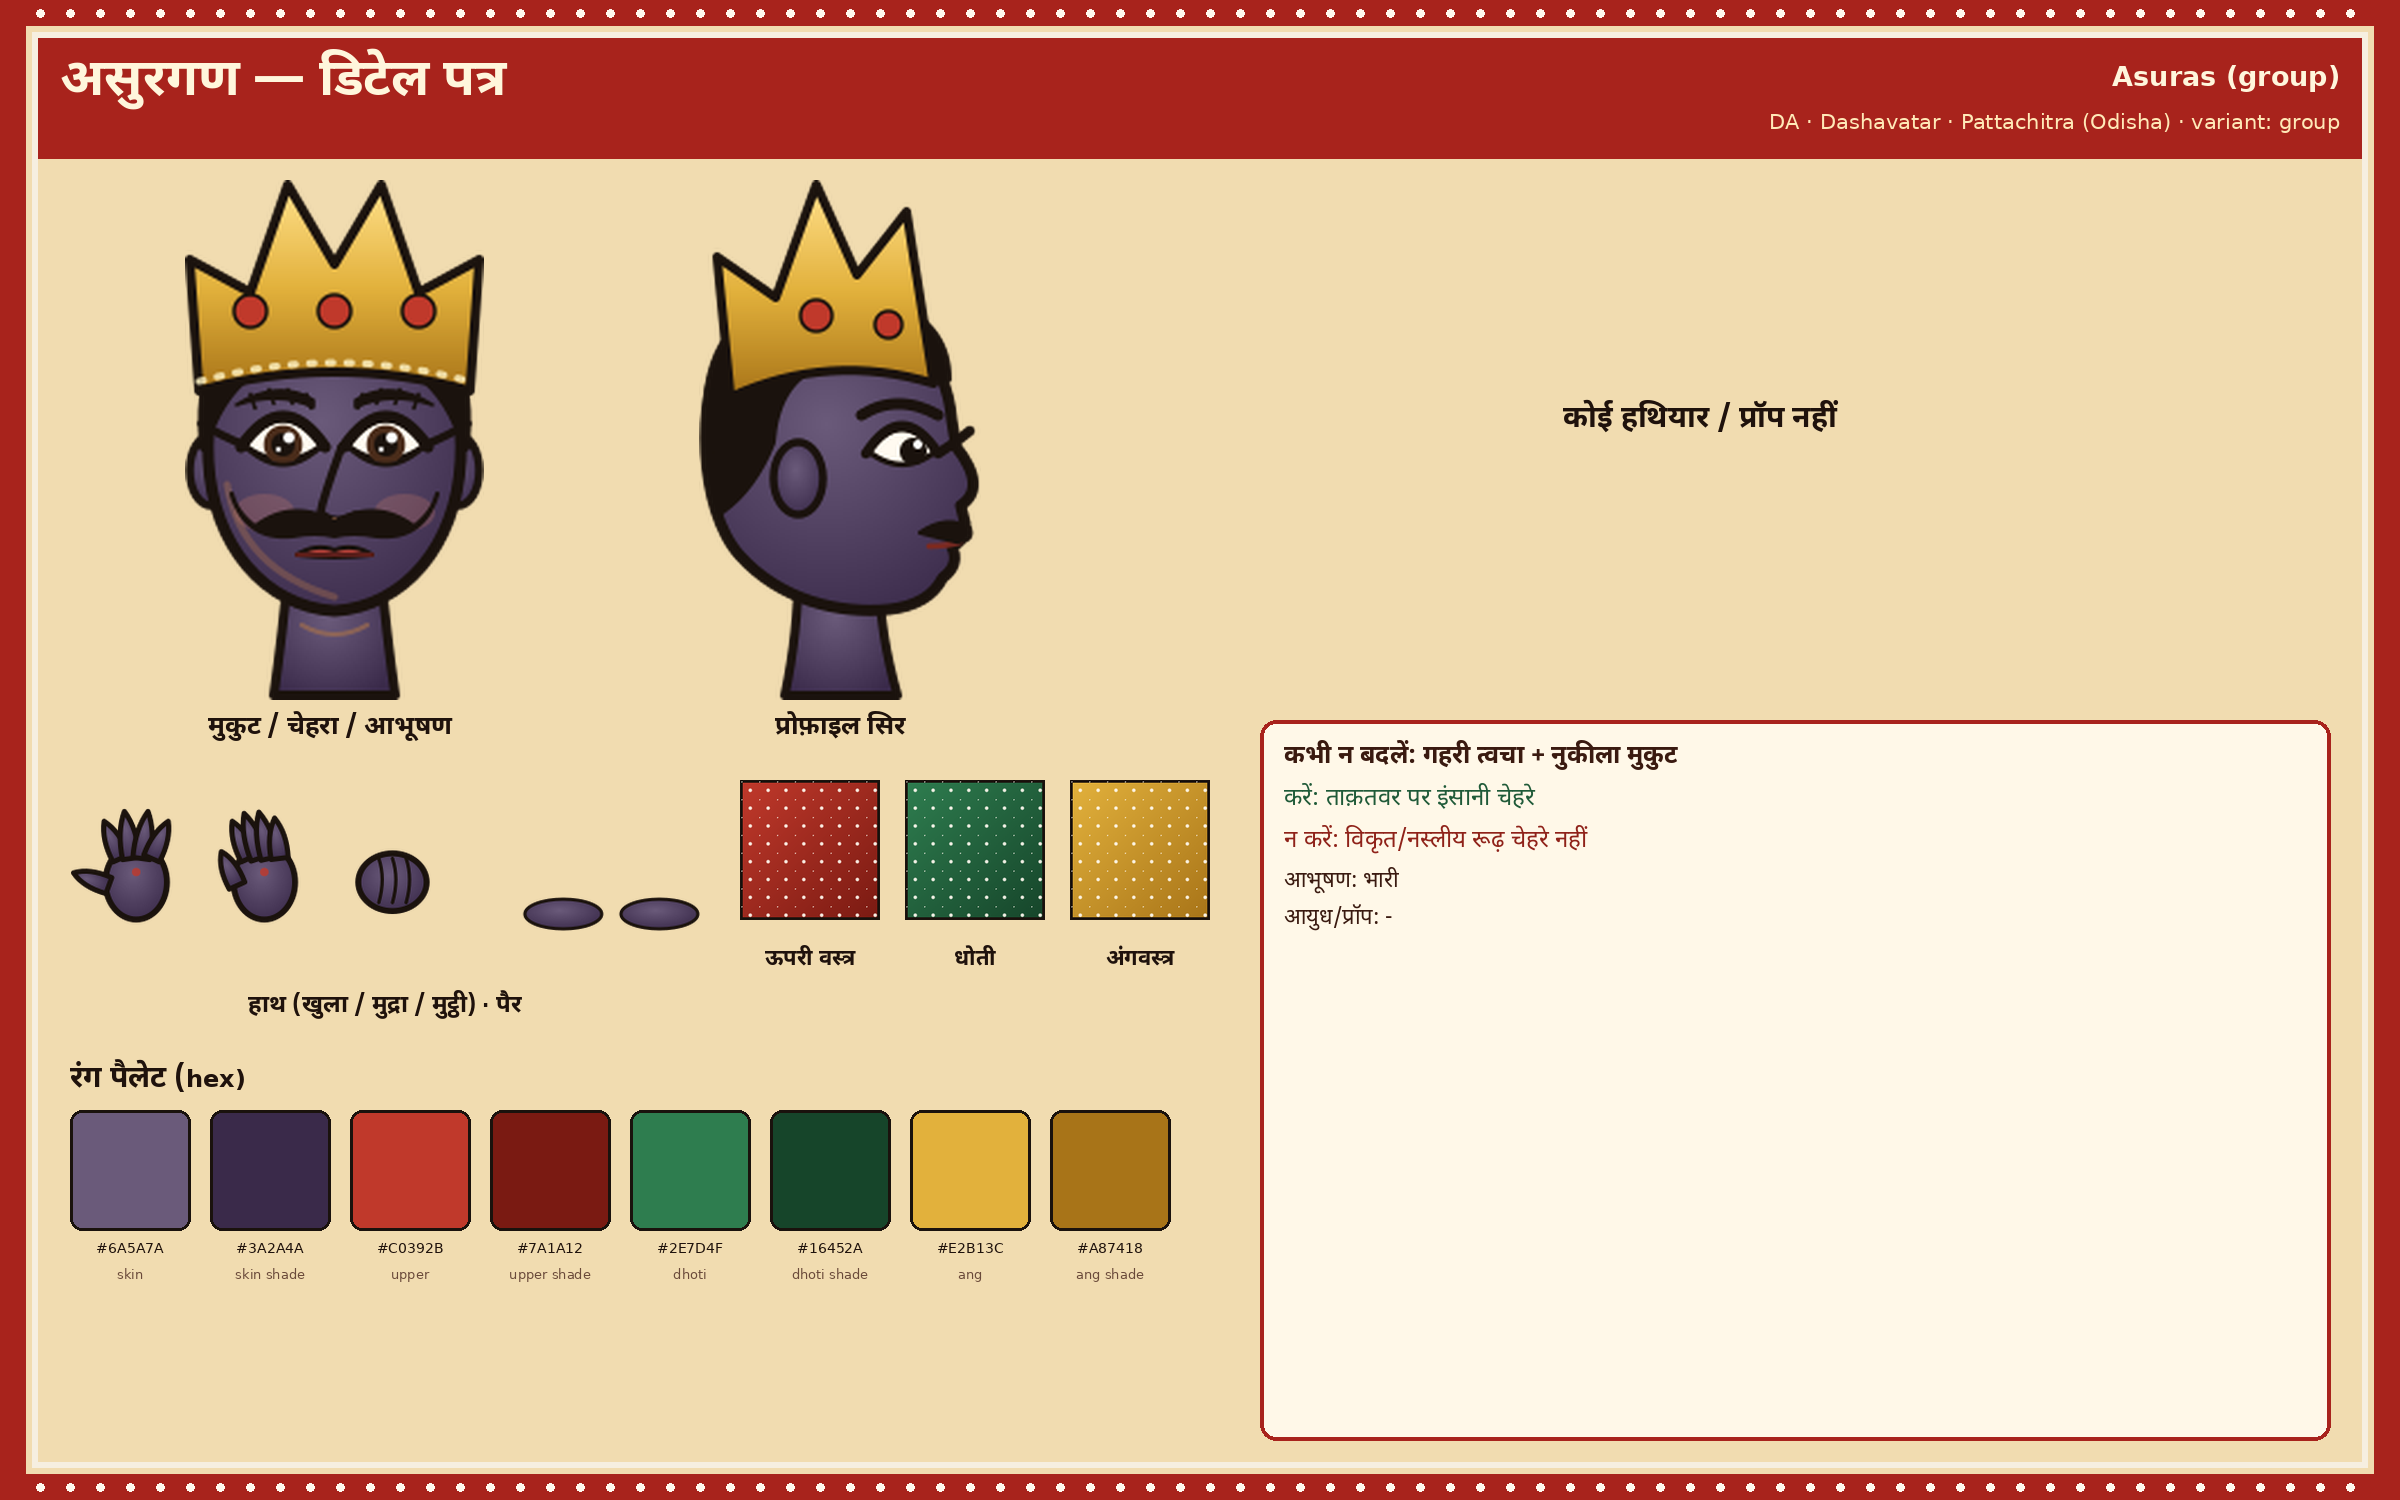 असुरगण — डिटेल पत्र
Asuras (group)
DA · Dashavatar · Pattachitra (Odisha) · variant: group
कोई हथियार / प्रॉप नहीं
मुकुट / चेहरा / आभूषण
प्रोफ़ाइल सिर
कभी न बदलें: गहरी त्वचा + नुकीला मुकुट
करें: ताक़तवर पर इंसानी चेहरे
न करें: विकृत/नस्लीय रूढ़ चेहरे नहीं
आभूषण: भारी
आयुध/प्रॉप: -
ऊपरी वस्त्र
धोती
अंगवस्त्र
हाथ (खुला / मुद्रा / मुट्ठी) · पैर
रंग पैलेट (hex)
#6A5A7A
#3A2A4A
#C0392B
#7A1A12
#2E7D4F
#16452A
#E2B13C
#A87418
skin
skin shade
upper
upper shade
dhoti
dhoti shade
ang
ang shade